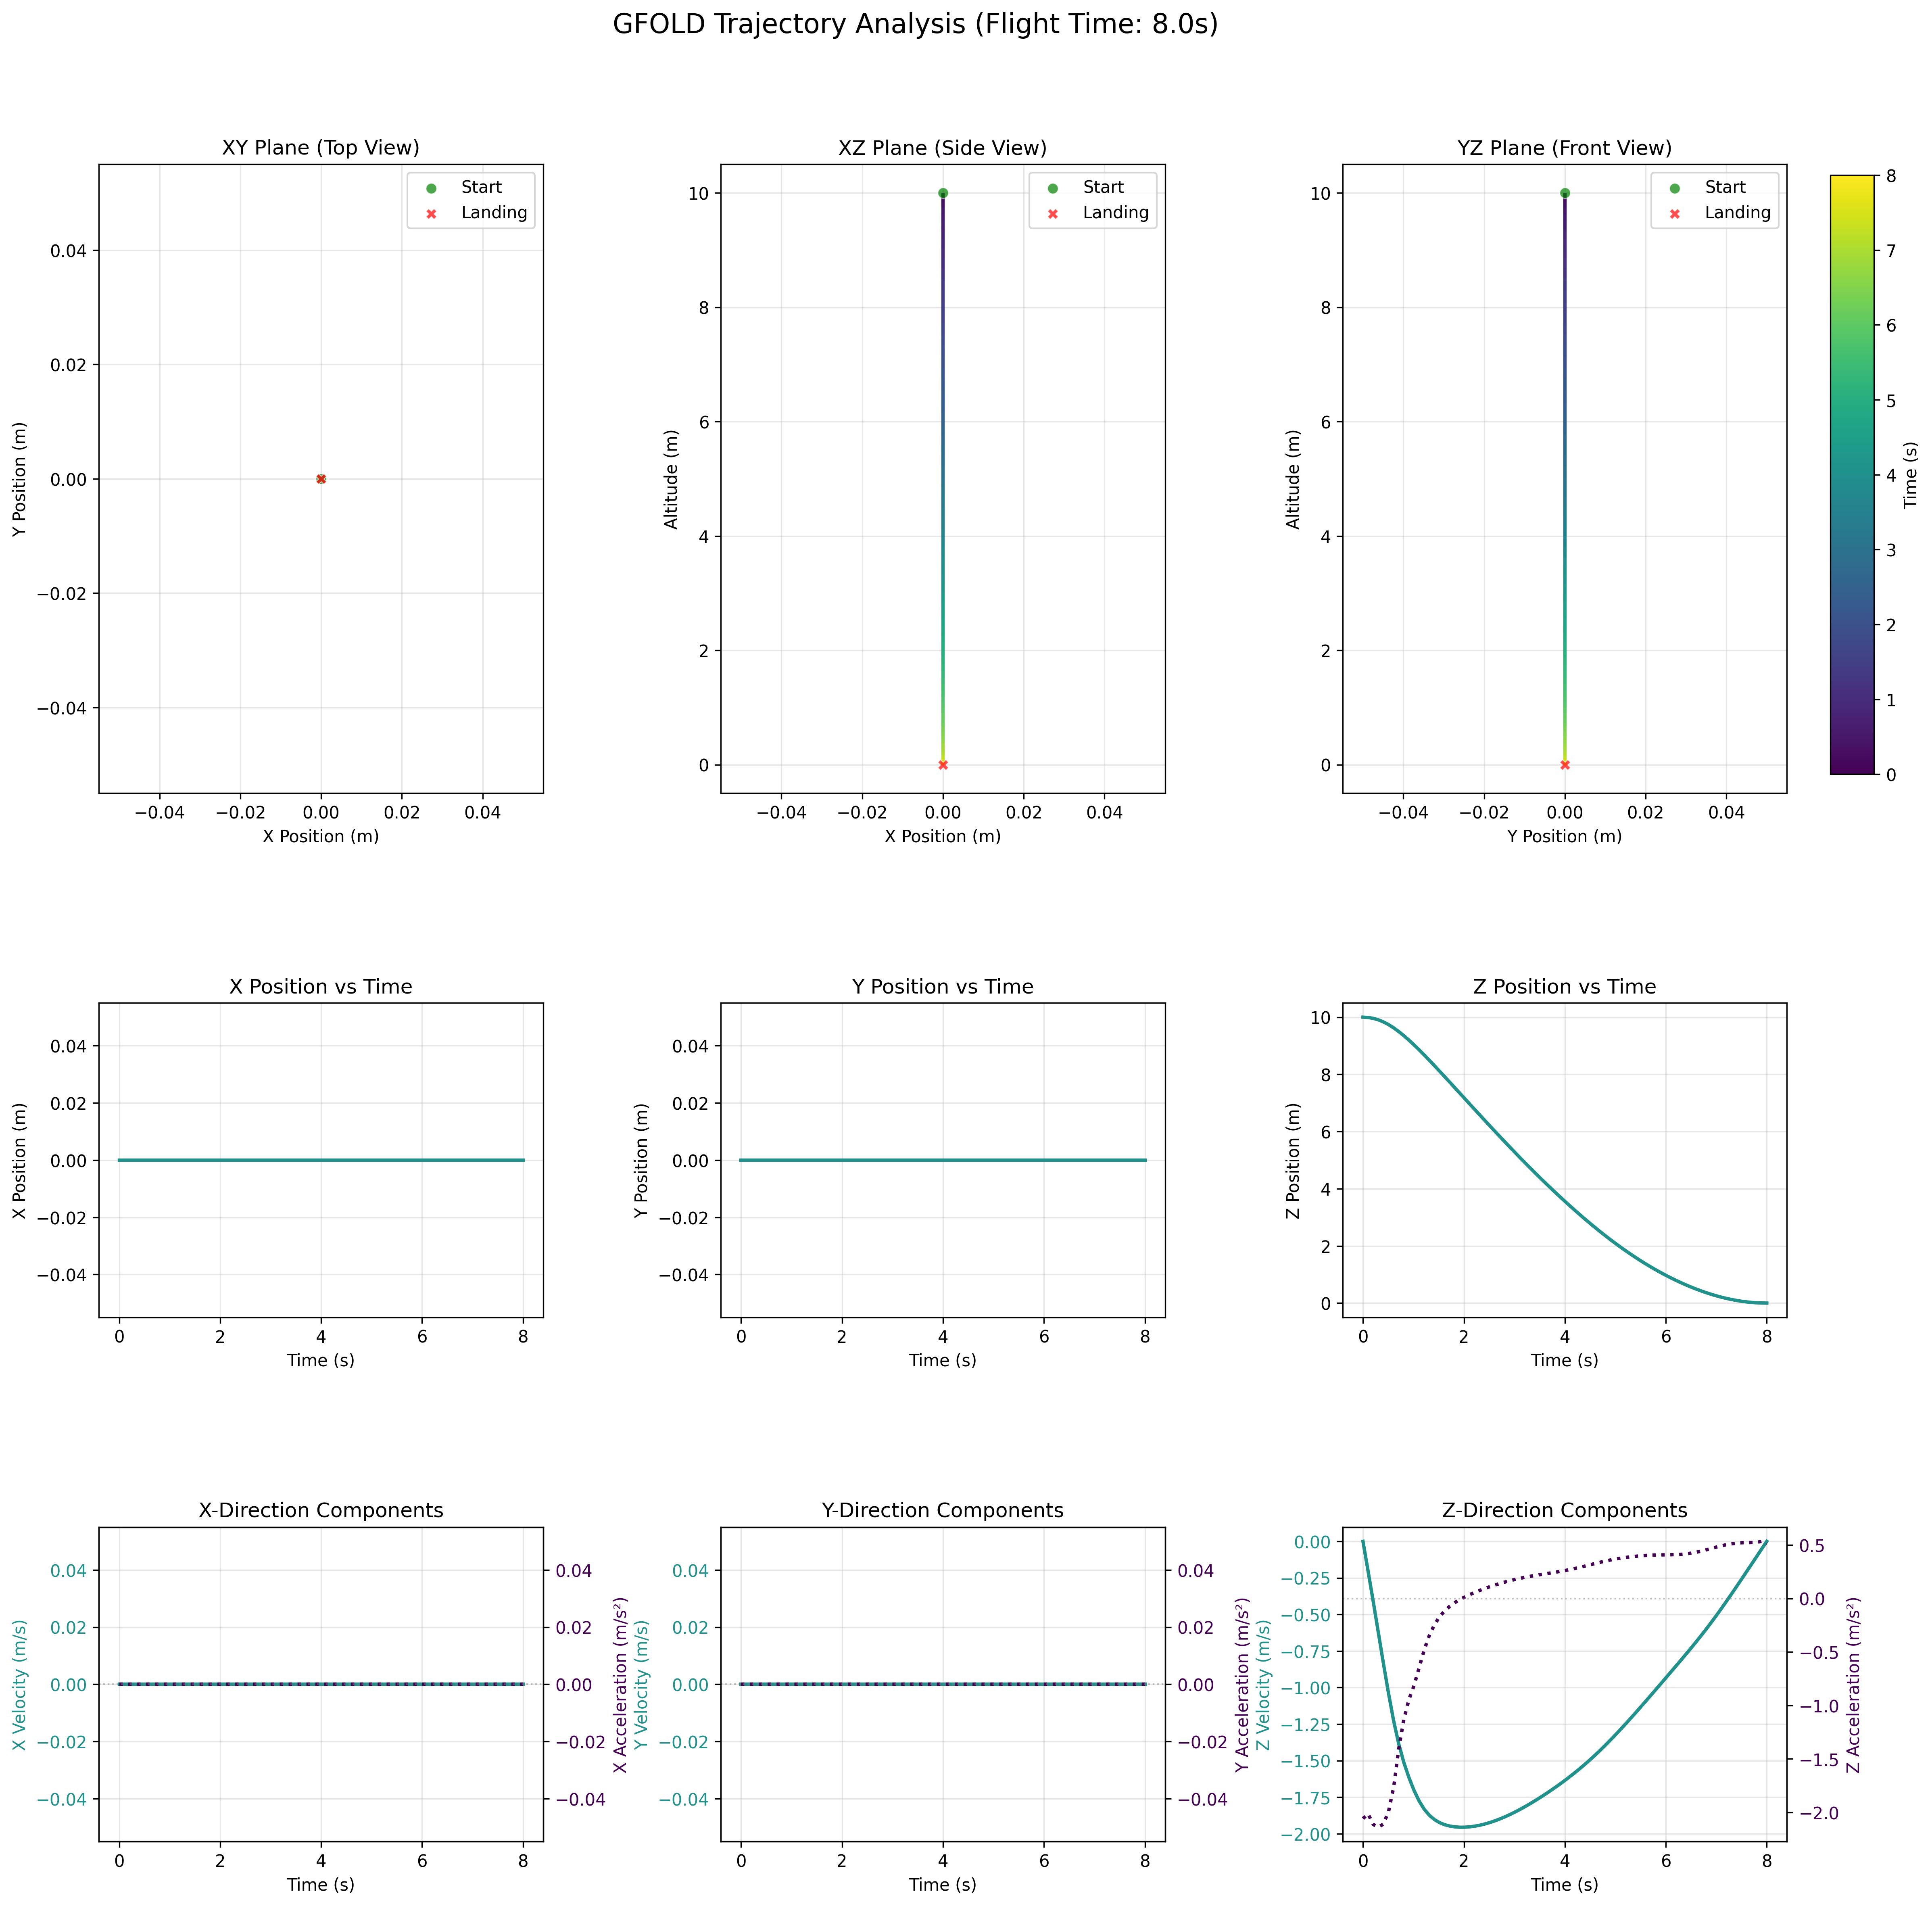 GFOLD Trajectory Analysis (Flight Time: 8.0s)
XY Plane (Top View)
Start
Landing
0.04
0.02
0.00
−0.02
−0.04
Y Position (m)
−0.04 −0.02 0.00 0.02 0.04
X Position (m)
XZ Plane (Side View)
Start
Landing
10
8
6
4
2
0
Altitude (m)
−0.04 −0.02 0.00 0.02 0.04
X Position (m)
YZ Plane (Front View)
Start
Landing
10
8
6
4
2
0
Altitude (m)
−0.04 −0.02 0.00 0.02 0.04
Y Position (m)
8
7
6
5
4
3
2
1
0
Time (s)
X Position vs Time
0.04
0.02
0.00
−0.02
−0.04
X Position (m)
0 2 4 6 8
Time (s)
Y Position vs Time
0.04
0.02
0.00
−0.02
−0.04
Y Position (m)
0 2 4 6 8
Time (s)
Z Position vs Time
10
8
6
4
2
0
Z Position (m)
0 2 4 6 8
Time (s)
X-Direction Components
0.04
0.02
0.00
−0.02
−0.04
X Velocity (m/s)
0.04
0.02
0.00
−0.02
−0.04
X Acceleration (m/s²)
0 2 4 6 8
Time (s)
Y-Direction Components
0.04
0.02
0.00
−0.02
−0.04
Y Velocity (m/s)
0.04
0.02
0.00
−0.02
−0.04
Y Acceleration (m/s²)
0 2 4 6 8
Time (s)
Z-Direction Components
0.00
−0.25
−0.50
−0.75
−1.00
−1.25
−1.50
−1.75
−2.00
Z Velocity (m/s)
0.5
0.0
−0.5
−1.0
−1.5
−2.0
Z Acceleration (m/s²)
0 2 4 6 8
Time (s)